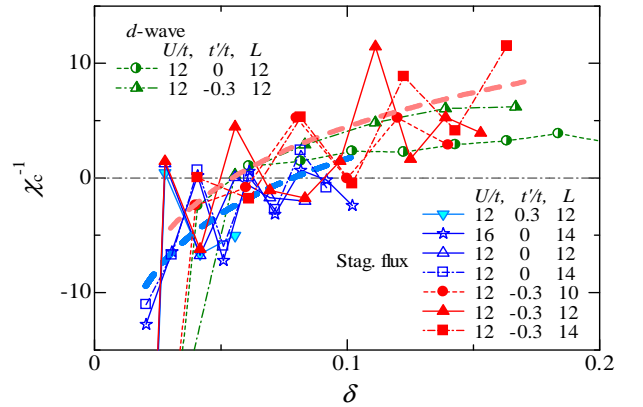 d-wave
U/t, t'/t, L
12 0 12
12 -0.3 12
10
0
-10
χc⁻¹
U/t, t'/t, L
12 0.3 12
16 0 14
Stag. flux 12 0 12
12 0 14
12 -0.3 10
12 -0.3 12
12 -0.3 14
0 0.1 0.2
δ